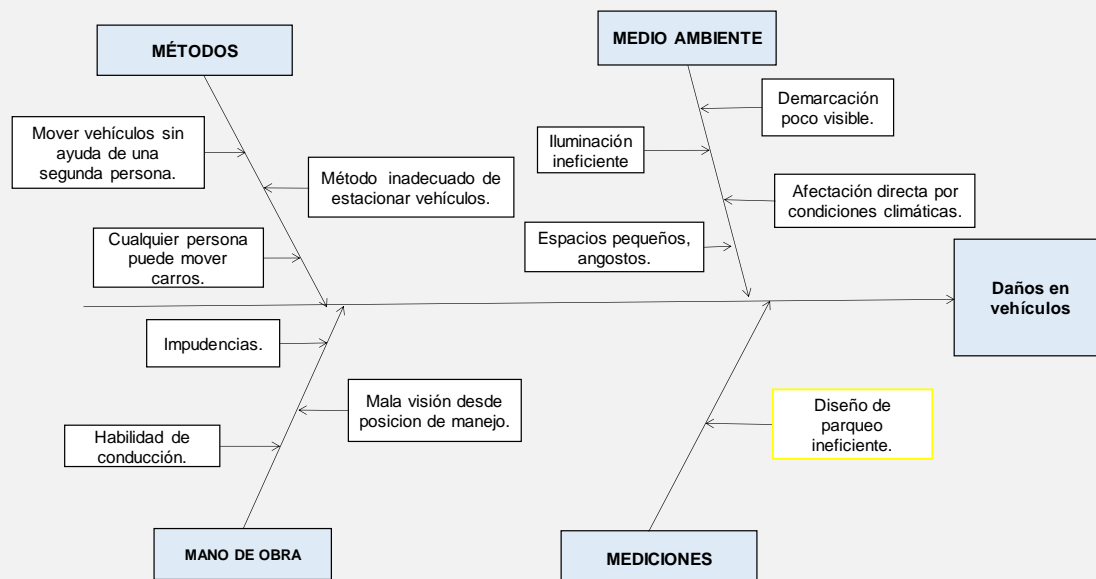 MÉTODOS
MEDIO AMBIENTE
Mover vehículos sin
ayuda de una
segunda persona.
Método inadecuado de
estacionar vehículos.
Cualquier persona
puede mover
carros.
Demarcación
poco visible.
Iluminación
ineficiente
Afectación directa por
condiciones climáticas.
Espacios pequeños,
angostos.
Daños en
vehículos
Impudencias.
Mala visión desde
posicion de manejo.
Habilidad de
conducción.
Diseño de
parqueo
ineficiente.
MANO DE OBRA
MEDICIONES